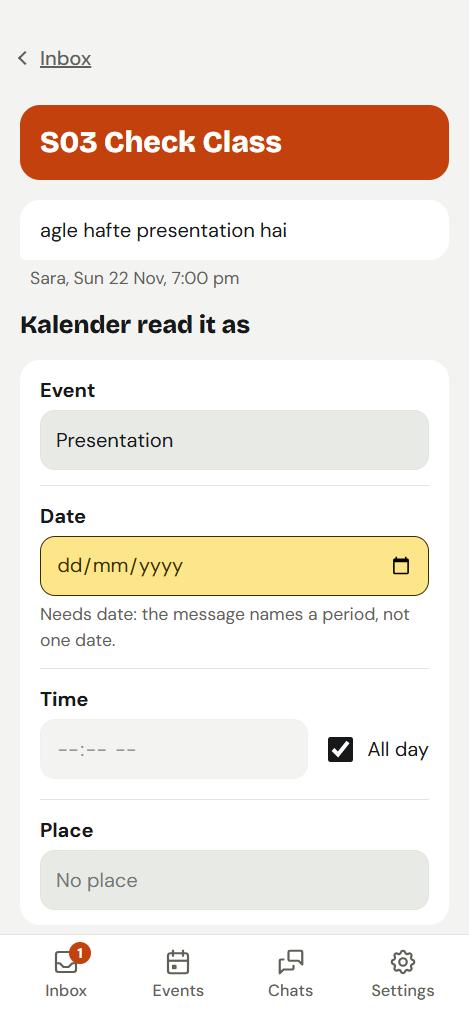 Inbox
S03 Check Class
agle hafte presentation hai
Sara, Sun 22 Nov, 7:00 pm
Kalender read it as
Event
Presentation
Date
dd/mm/yyyy
Needs date: the message names a period, not
one date.
Time
--:-- --
All day
Place
No place
1
Inbox
Events
Chats
Settings